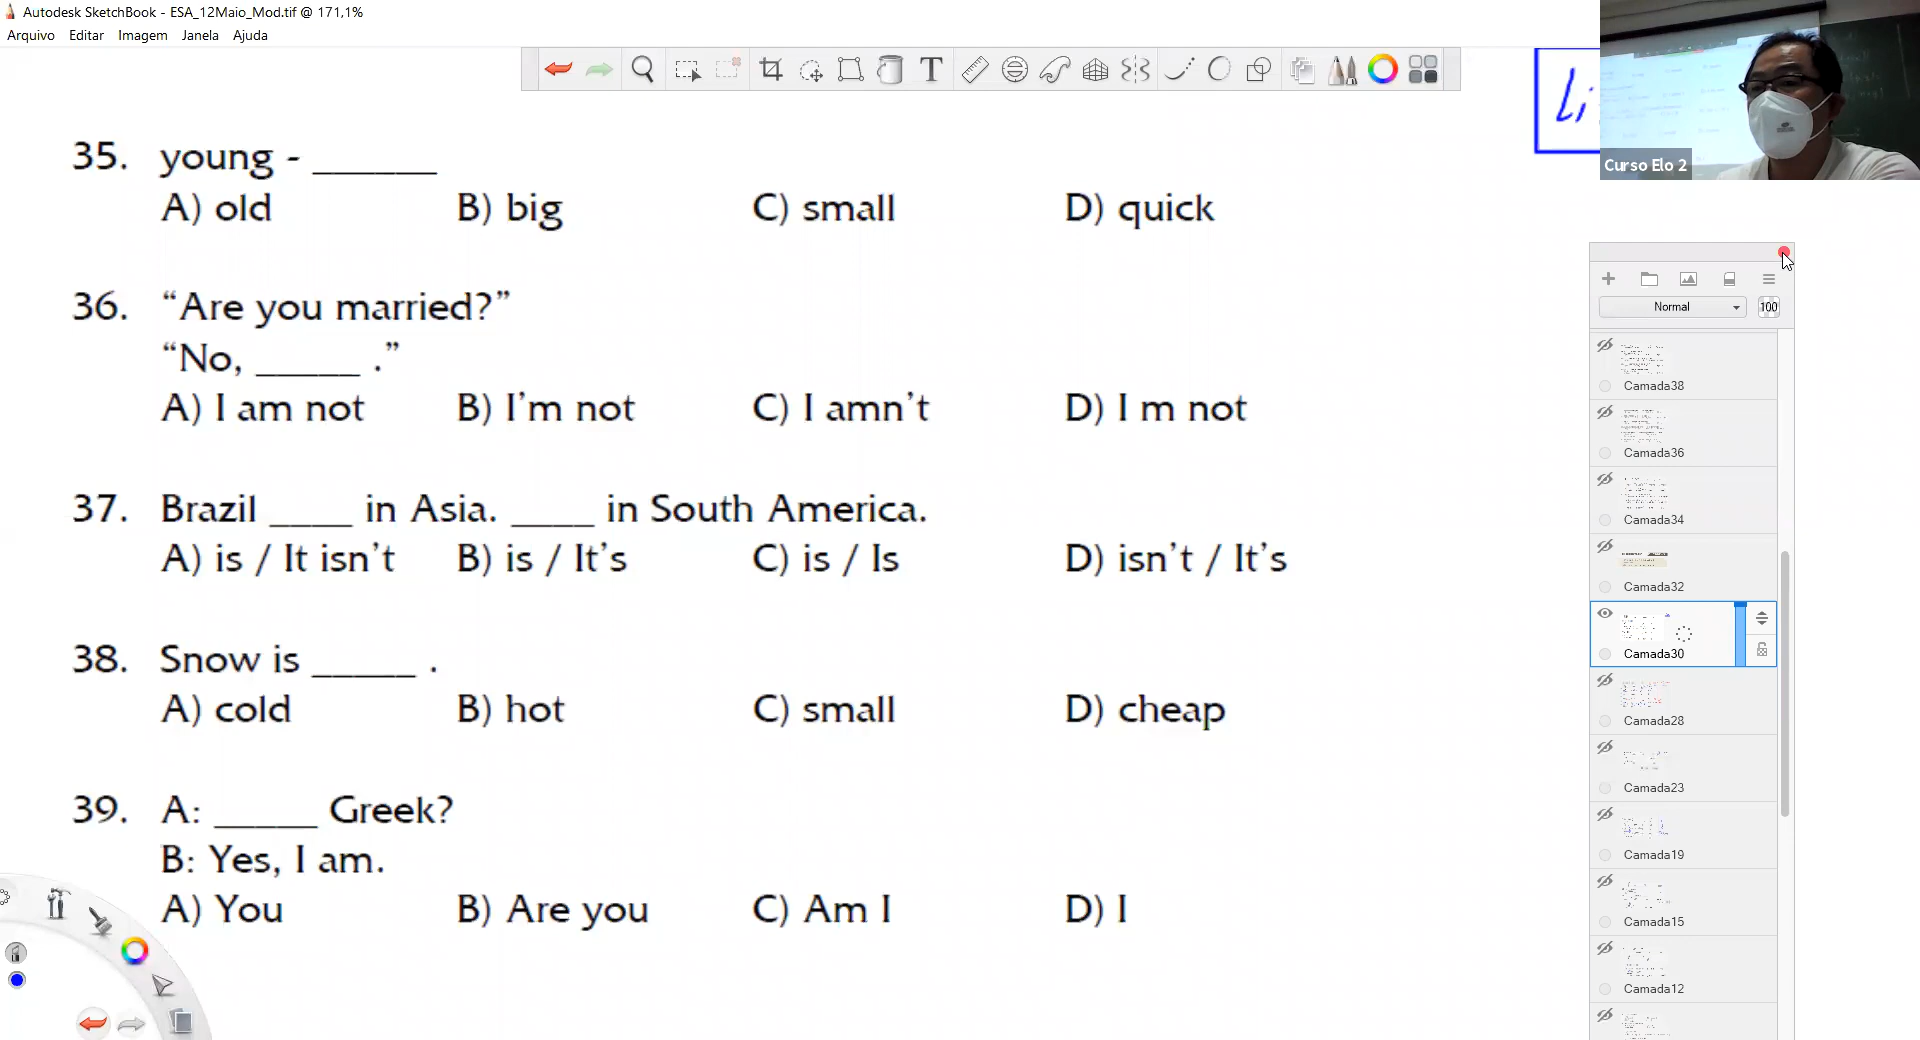 Autodesk SketchBook - ESA_12Maio_Mod.tif @ 171,1%
Arquivo Editar Imagem Janela Ajuda
li
Curso Elo 2
35. young - ______
A) old B) big C) small D) quick
36. “Are you married?”
“No, _____ .”
A) I am not B) I’m not C) I amn’t D) I m not
37. Brazil ____ in Asia. ____ in South America.
A) is / It isn’t B) is / It’s C) is / Is D) isn’t / It’s
38. Snow is _____ .
A) cold B) hot C) small D) cheap
39. A: _____ Greek?
B: Yes, I am.
A) You B) Are you C) Am I D) I
Normal 100
Camada38
Camada36
Camada34
Camada32
Camada30
Camada28
Camada23
Camada19
Camada15
Camada12